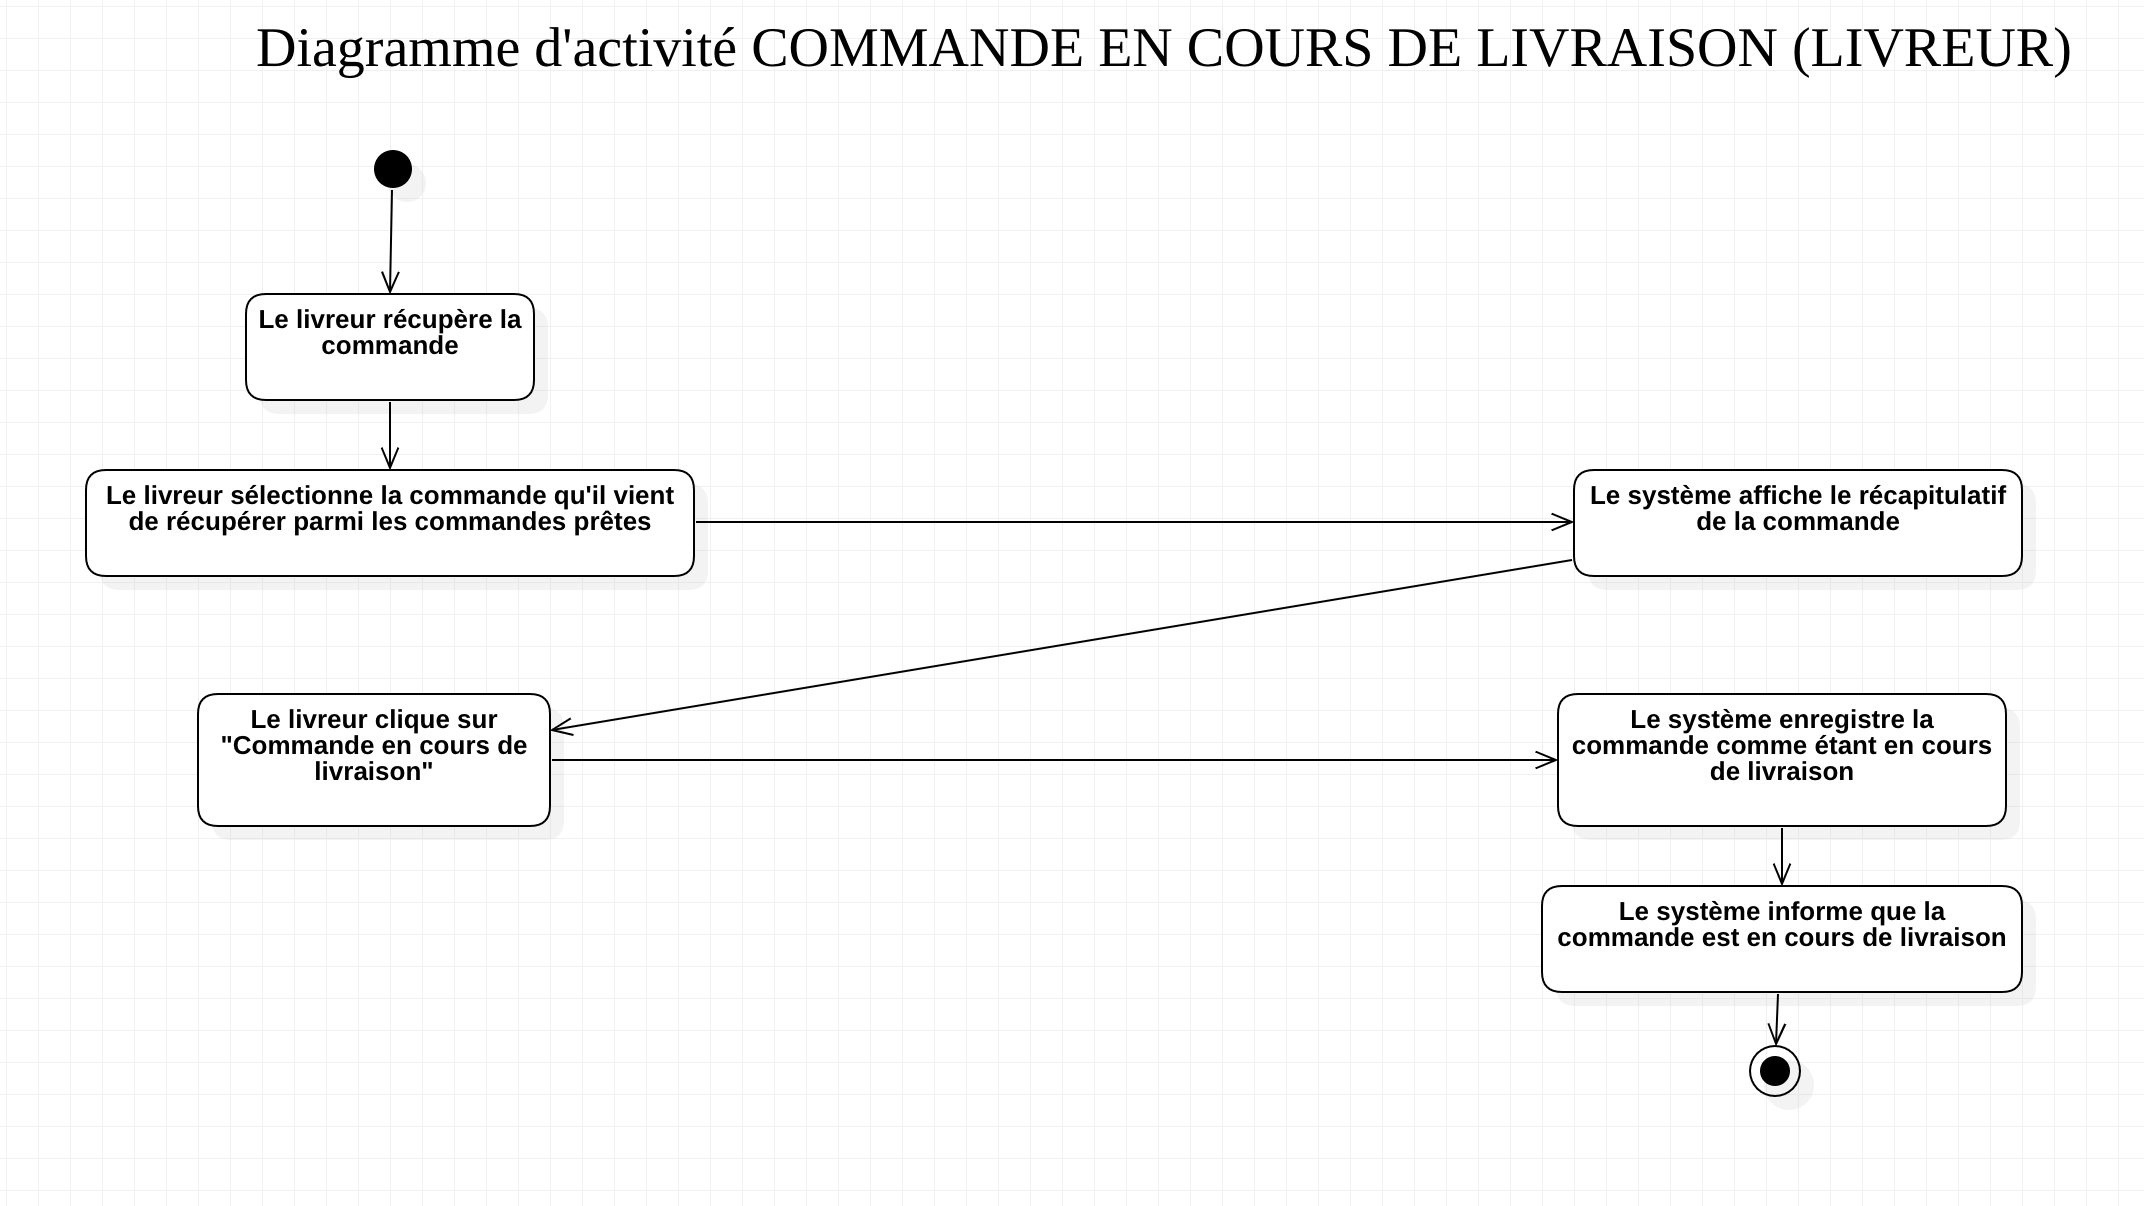 Diagramme d'activité COMMANDE EN COURS DE LIVRAISON (LIVREUR)
Le livreur récupère la
commande
Le livreur sélectionne la commande qu'il vient
de récupérer parmi les commandes prêtes
Le système affiche le récapitulatif
de la commande
Le livreur clique sur
"Commande en cours de
livraison"
Le système enregistre la
commande comme étant en cours
de livraison
Le système informe que la
commande est en cours de livraison